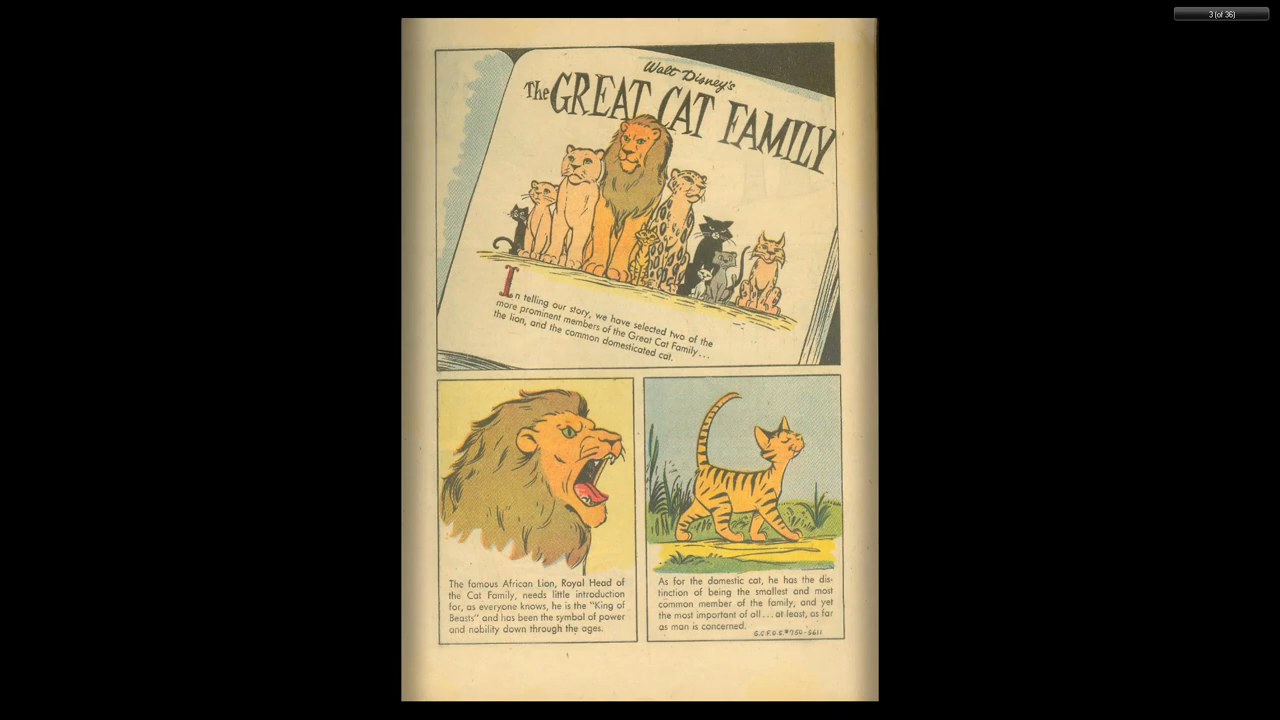 3 (of 36)
Walt Disney's
The GREAT CAT FAMILY
In telling our story, we have selected two of the
more prominent members of the Great Cat Family...
the lion, and the common domesticated cat.
The famous African Lion, Royal Head of
the Cat Family, needs little introduction
for, as everyone knows, he is the "King of
Beasts" and has been the symbol of power
and nobility down through the ages.
As for the domestic cat, he has the dis-
tinction of being the smallest and most
common member of the family, and yet
the most important of all...at least, as far
as man is concerned.
G.C.F.O.S.#750-5611